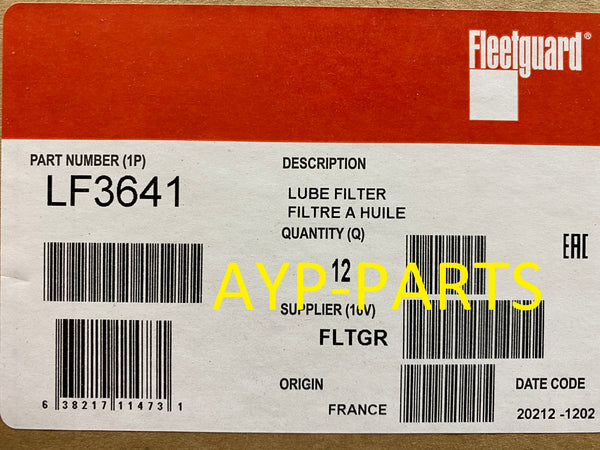 Fleetguard®
PART NUMBER (1P)
LF3641
DESCRIPTION
LUBE FILTER
FILTRE A HUILE
QUANTITY (Q)
12
EAC
AYP-PARTS
SUPPLIER (10V)
FLTGR
6 38217 11473 1
ORIGIN
FRANCE
DATE CODE
20212 -1202